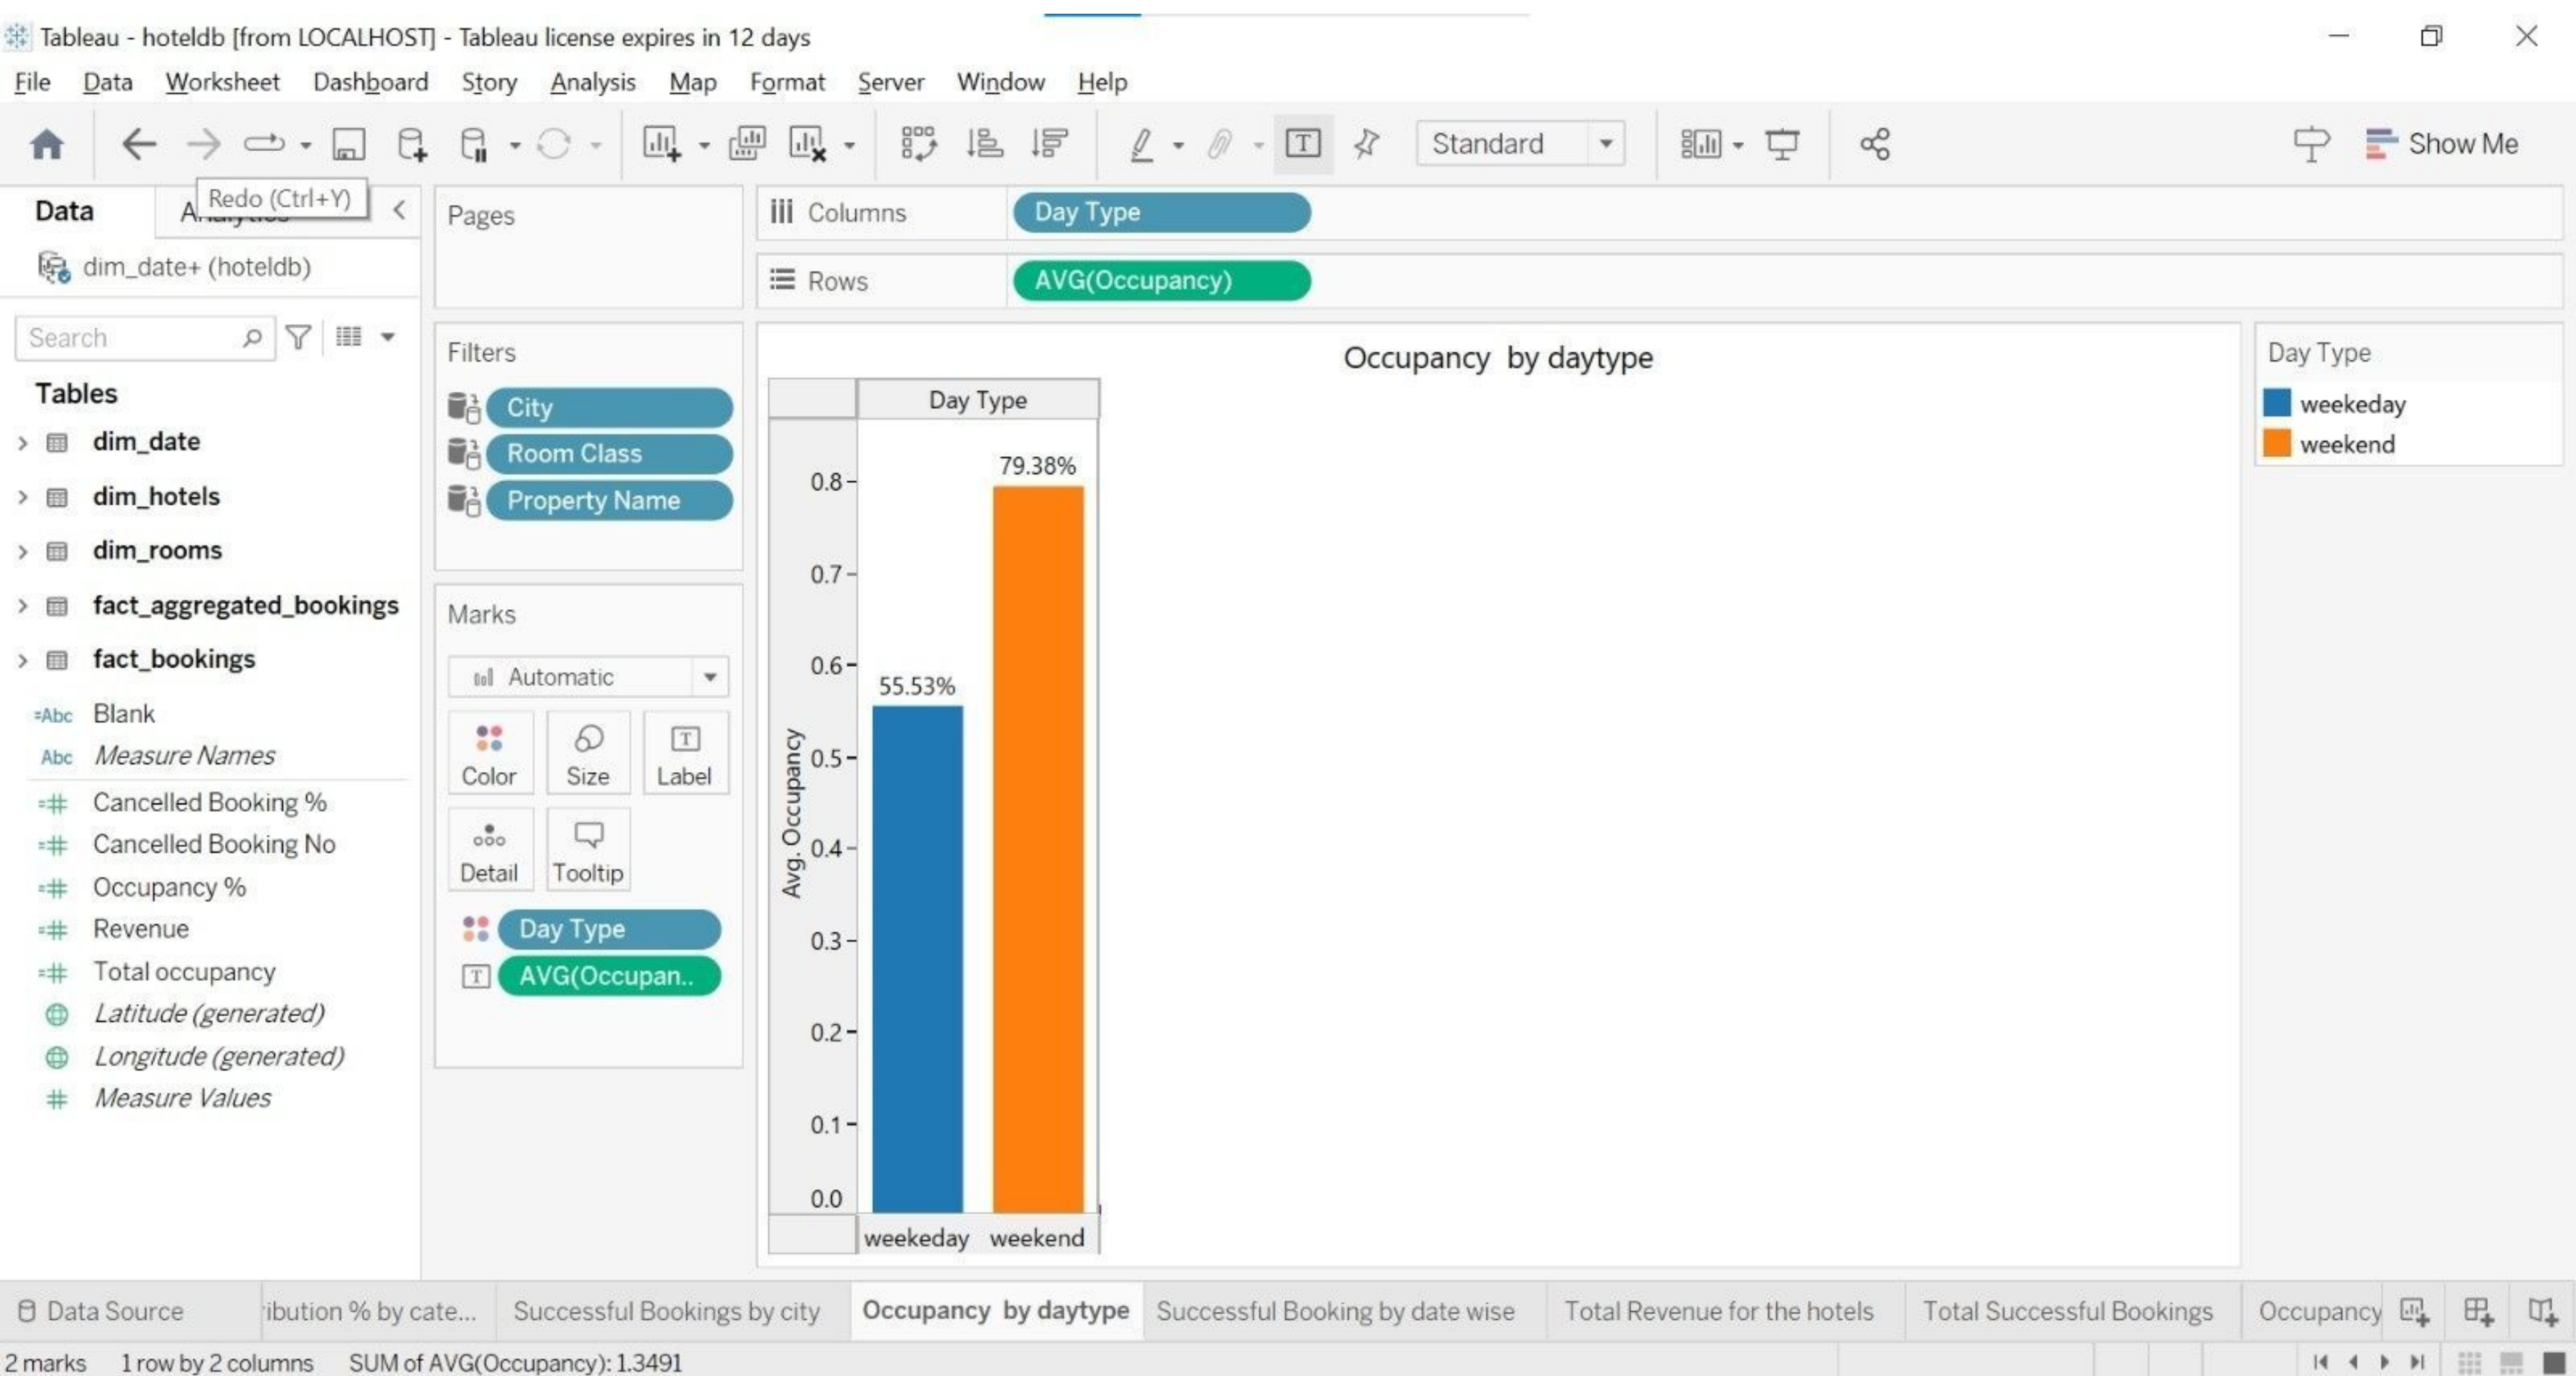 Tableau - hoteldb [from LOCALHOST] - Tableau license expires in 12 days
File Data Worksheet Dashboard Story Analysis Map Format Server Window Help
Standard
Show Me
Redo (Ctrl+Y)
Data
dim_date+ (hoteldb)
Search
Tables
dim_date
dim_hotels
dim_rooms
fact_aggregated_bookings
fact_bookings
=Abc Blank
Abc Measure Names
=# Cancelled Booking %
=# Cancelled Booking No
=# Occupancy %
=# Revenue
=# Total occupancy
Latitude (generated)
Longitude (generated)
# Measure Values
Pages
Filters
City
Room Class
Property Name
Marks
Automatic
Color Size T Label
Detail Tooltip
Day Type
T AVG(Occupan..
Columns Day Type
Rows AVG(Occupancy)
Occupancy by daytype
Day Type
79.38%
55.53%
0.8
0.7
0.6
0.5
0.4
0.3
0.2
0.1
0.0
Avg. Occupancy
weekeday weekend
Day Type
weekeday
weekend
Data Source ibution % by cate... Successful Bookings by city Occupancy by daytype Successful Booking by date wise Total Revenue for the hotels Total Successful Bookings Occupancy
2 marks 1 row by 2 columns SUM of AVG(Occupancy): 1.3491